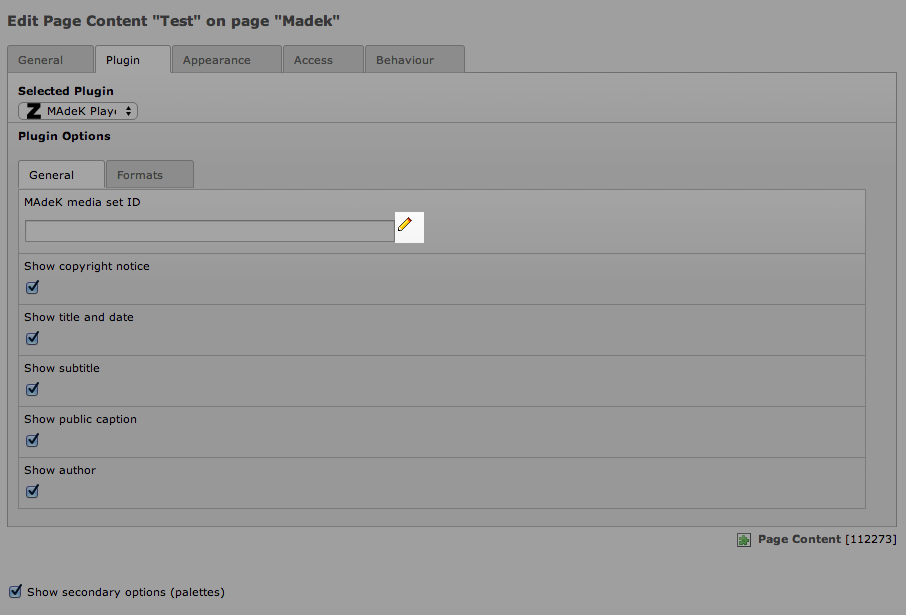 Edit Page Content "Test" on page "Madek"
General Plugin Appearance Access Behaviour
Selected Plugin
MAdeK Playe
Plugin Options
General Formats
MAdeK media set ID
Show copyright notice
Show title and date
Show subtitle
Show public caption
Show author
Page Content [112273]
Show secondary options (palettes)